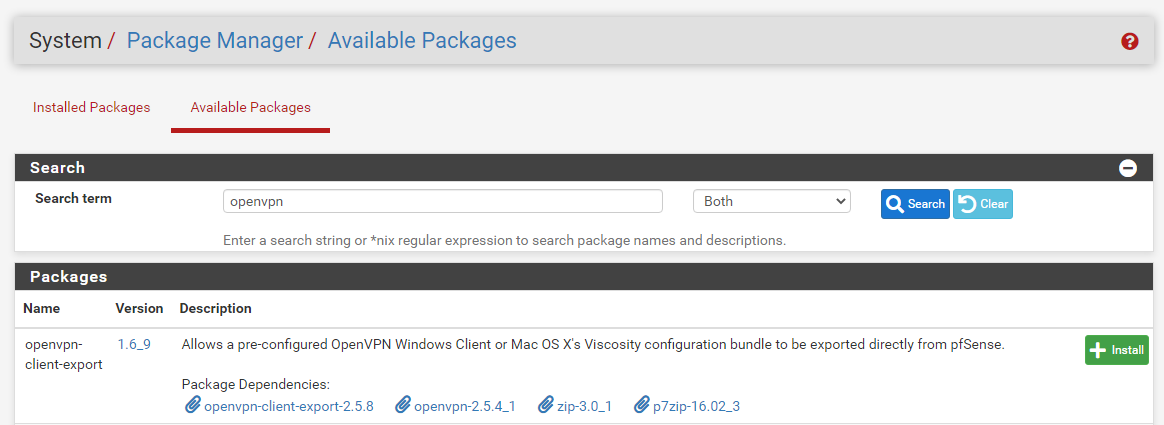 System / Package Manager / Available Packages
Installed Packages Available Packages
Search
Search term openvpn Both Search Clear
Enter a search string or *nix regular expression to search package names and descriptions.
Packages
Name Version Description
openvpn-client-export 1.6_9 Allows a pre-configured OpenVPN Windows Client or Mac OS X's Viscosity configuration bundle to be exported directly from pfSense. Install
Package Dependencies:
openvpn-client-export-2.5.8 openvpn-2.5.4_1 zip-3.0_1 p7zip-16.02_3